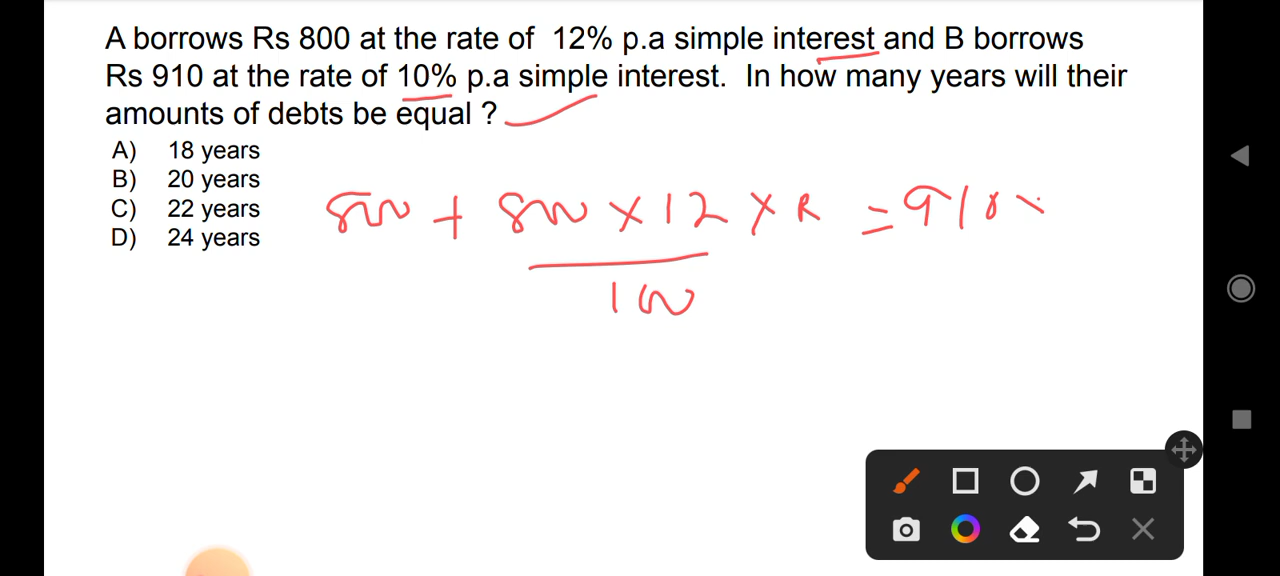 A borrows Rs 800 at the rate of 12% p.a simple interest and B borrows
Rs 910 at the rate of 10% p.a simple interest. In how many years will their
amounts of debts be equal ?
A) 18 years
B) 20 years
C) 22 years
D) 24 years
800 + 800 × 12 × R = 910 ×
100